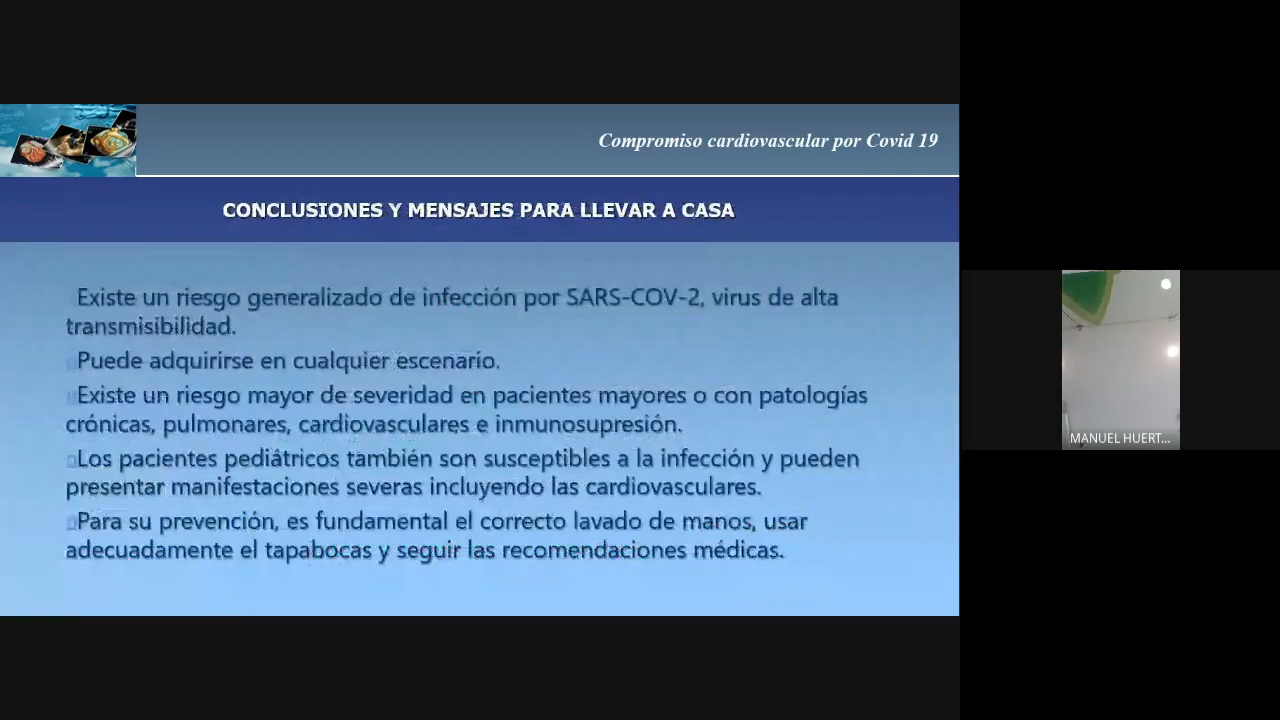 Compromiso cardiovascular por Covid 19
CONCLUSIONES Y MENSAJES PARA LLEVAR A CASA
Existe un riesgo generalizado de infección por SARS-COV-2, virus de alta
transmisibilidad.
Puede adquirirse en cualquier escenario.
Existe un riesgo mayor de severidad en pacientes mayores o con patologías
crónicas, pulmonares, cardiovasculares e inmunosupresión.
Los pacientes pediátricos también son susceptibles a la infección y pueden
presentar manifestaciones severas incluyendo las cardiovasculares.
Para su prevención, es fundamental el correcto lavado de manos, usar
adecuadamente el tapabocas y seguir las recomendaciones médicas.
MANUEL HUERT...